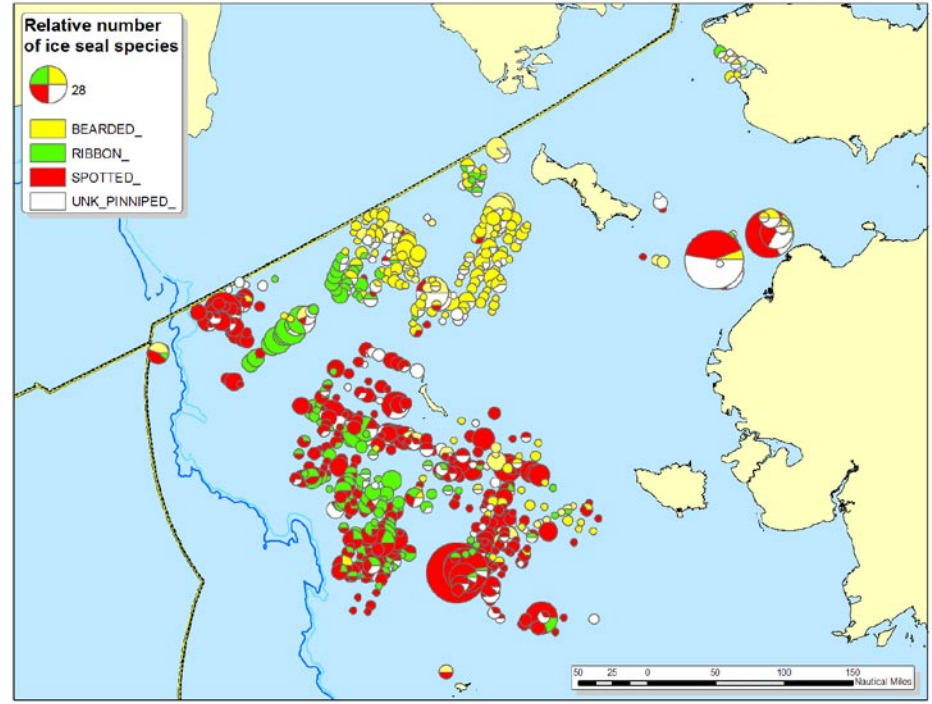 Relative number
of ice seal species
28
BEARDED_
RIBBON_
SPOTTED_
UNK_PINNIPED_
50 25 0 50 100 150
Nautical Miles